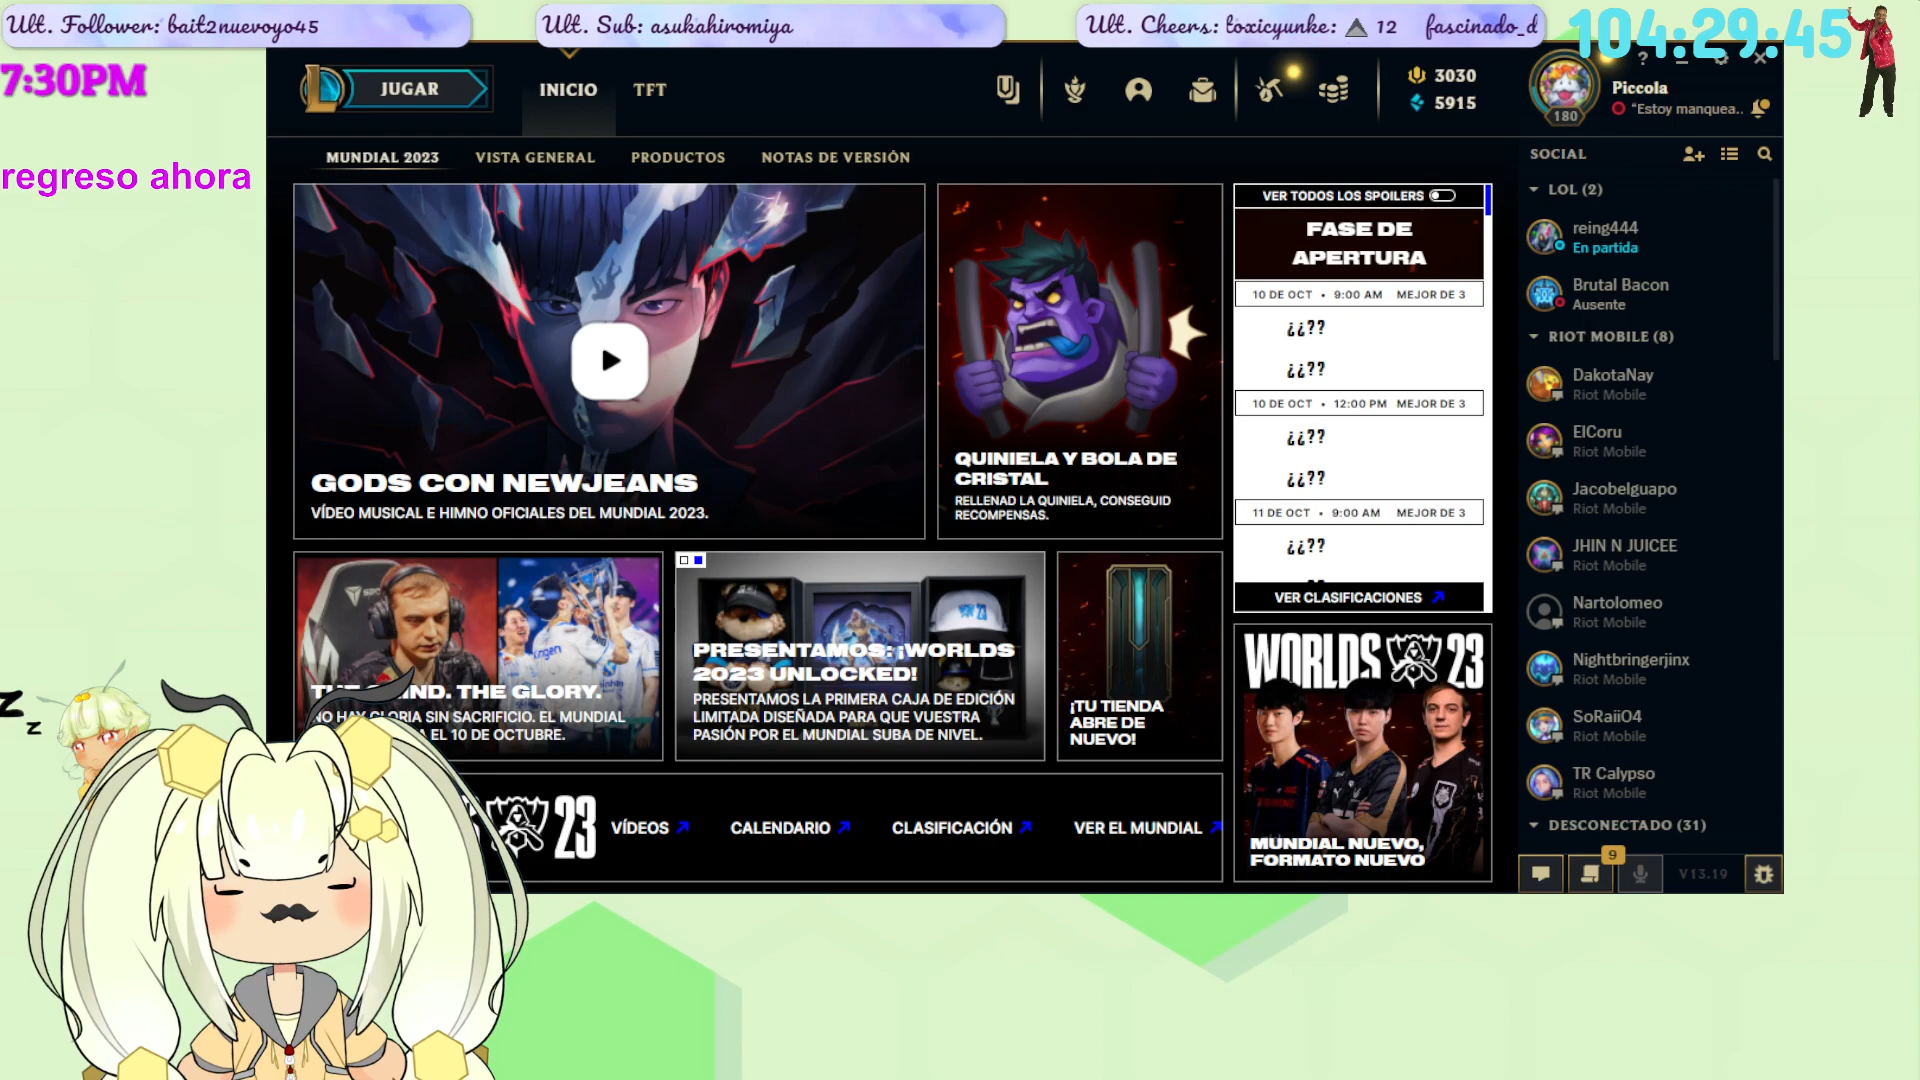 Ult. Follower: bait2nuevoyo45
Ult. Sub: asukahiromiya
Ult. Cheers: toxicyunke: 12 fascinado_d
104:29:45
7:30PM
regreso ahora
JUGAR
INICIO
TFT
3030
5915
180
Piccola
"Estoy manquea..
MUNDIAL 2023
VISTA GENERAL
PRODUCTOS
NOTAS DE VERSIÓN
GODS CON NEWJEANS
VÍDEO MUSICAL E HIMNO OFICIALES DEL MUNDIAL 2023.
QUINIELA Y BOLA DE
CRISTAL
RELLENAD LA QUINIELA, CONSEGUID
RECOMPENSAS.
VER TODOS LOS SPOILERS
FASE DE
APERTURA
10 DE OCT • 9:00 AM MEJOR DE 3
¿¿??
¿¿??
10 DE OCT • 12:00 PM MEJOR DE 3
¿¿??
¿¿??
11 DE OCT • 9:00 AM MEJOR DE 3
¿¿??
VER CLASIFICACIONES
THE GLORY.
NO HAY GLORIA SIN SACRIFICIO. EL MUNDIAL
A EL 10 DE OCTUBRE.
PRESENTAMOS: ¡WORLDS
2023 UNLOCKED!
PRESENTAMOS LA PRIMERA CAJA DE EDICIÓN
LIMITADA DISEÑADA PARA QUE VUESTRA
PASIÓN POR EL MUNDIAL SUBA DE NIVEL.
¡TU TIENDA
ABRE DE
NUEVO!
WORLDS 23
MUNDIAL NUEVO,
FORMATO NUEVO
23
VÍDEOS
CALENDARIO
CLASIFICACIÓN
VER EL MUNDIAL
SOCIAL
LOL (2)
reing444
En partida
Brutal Bacon
Ausente
RIOT MOBILE (8)
DakotaNay
Riot Mobile
ElCoru
Riot Mobile
Jacobelguapo
Riot Mobile
JHIN N JUICEE
Riot Mobile
Nartolomeo
Riot Mobile
Nightbringerjinx
Riot Mobile
SoRaii04
Riot Mobile
TR Calypso
Riot Mobile
DESCONECTADO (31)
9
V13.19
z
z